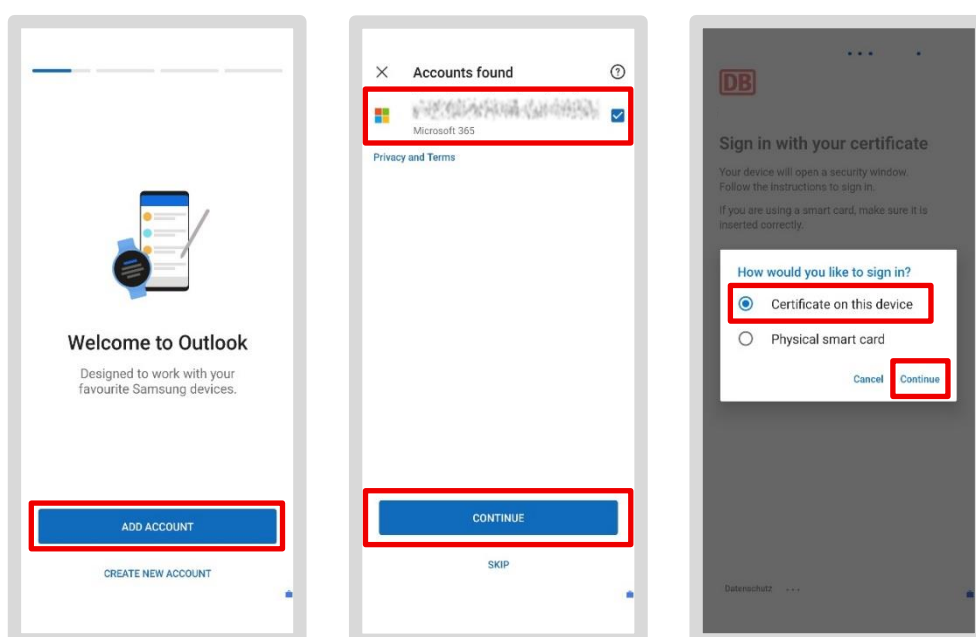 Welcome to Outlook
Designed to work with your
favourite Samsung devices.
ADD ACCOUNT
CREATE NEW ACCOUNT
Accounts found
Microsoft 365
Privacy and Terms
CONTINUE
SKIP
DB
Sign in with your certificate
Your device will open a security window.
Follow the instructions to sign in.
If you are using a smart card, make sure it is
inserted correctly.
How would you like to sign in?
Certificate on this device
Physical smart card
Cancel Continue
Datenschutz ...